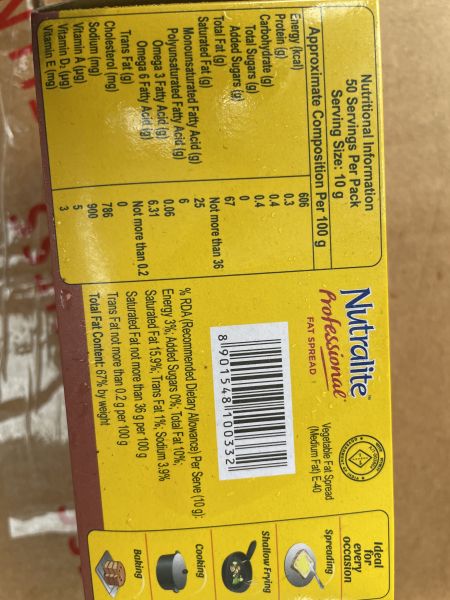 Nutritional Information
50 Servings Per Pack
Serving Size: 10 g
Approximate Composition Per 100 g
Energy (kcal) 606
Protein (g) 0.3
Carbohydrate (g) 0.4
Total Sugars (g) 0.4
Added Sugars (g) 0
Total Fat (g) 67
Saturated Fat (g) Not more than 36
Monounsaturated Fatty Acid (g) 25
Polyunsaturated Fatty Acid (g) 6
Omega 3 Fatty Acid (g) 0.06
Omega 6 Fatty Acid (g) 6.31
Trans Fat (g) Not more than 0.2
Cholesterol (mg) 0
Sodium (mg) 786
Vitamin A (µg) 900
Vitamin D₂ (µg) 5
Vitamin E (mg) 3
Nutralite™
Professional
FAT SPREAD
Vegetable Fat Spread
(Medium Fat) E-40
8 901548 100332
% RDA (Recommended Dietary Allowance) Per Serve (10 g):
Energy 3%; Added Sugars 0%; Total Fat 10%;
Saturated Fat 15.9%; Trans Fat 1%; Sodium 3.9%
Saturated Fat not more than 36 g per 100 g
Trans Fat not more than 0.2 g per 100 g
Total Fat Content: 67% by weight
Ideal
for
every
occasion
Spreading
Shallow Frying
Cooking
Baking